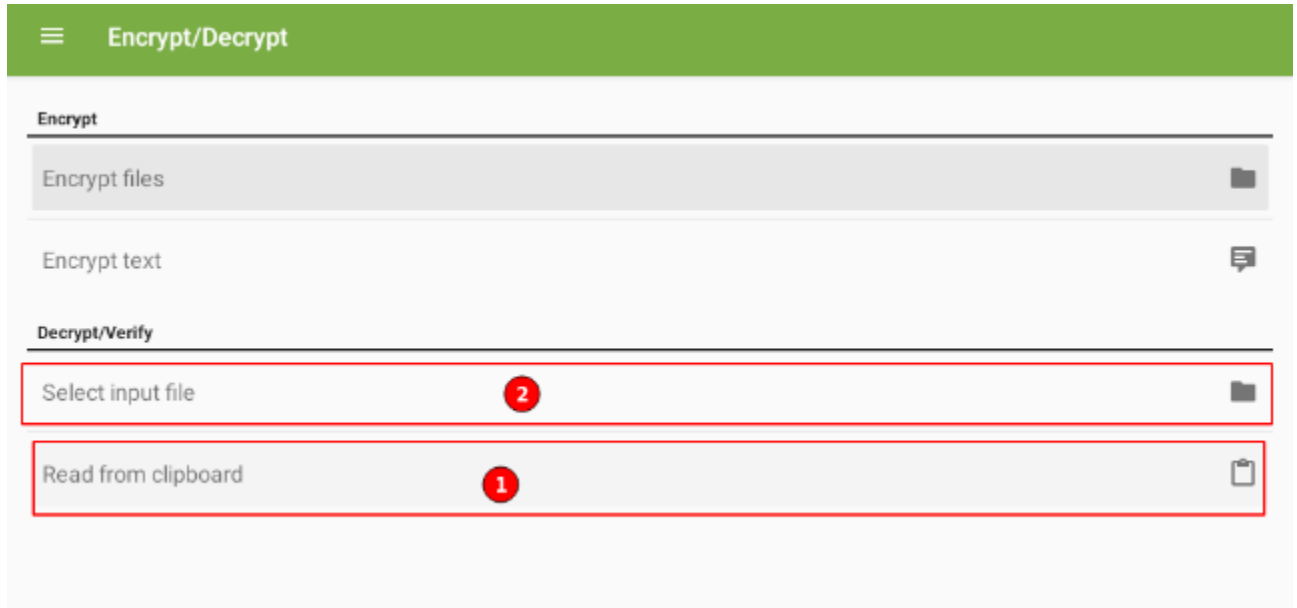 Encrypt/Decrypt
Encrypt
Encrypt files
Encrypt text
Decrypt/Verify
Select input file 2
Read from clipboard 1